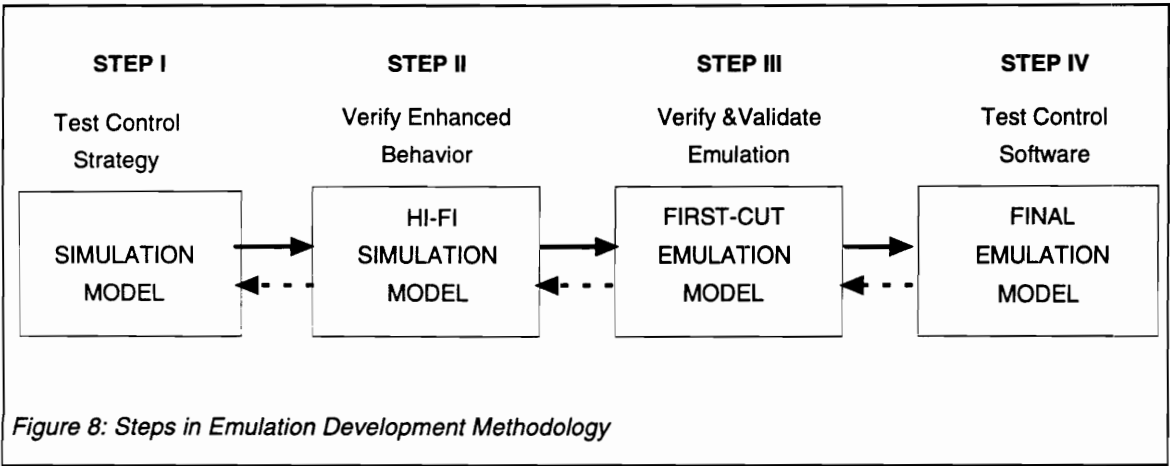 STEP I
Test Control
Strategy
SIMULATION
MODEL
STEP II
Verify Enhanced
Behavior
HI-FI
SIMULATION
MODEL
STEP III
Verify &Validate
Emulation
FIRST-CUT
EMULATION
MODEL
STEP IV
Test Control
Software
FINAL
EMULATION
MODEL
Figure 8: Steps in Emulation Development Methodology